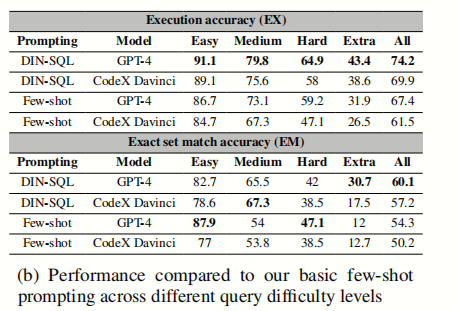 Execution accuracy (EX)
Prompting Model Easy Medium Hard Extra All
DIN-SQL GPT-4 91.1 79.8 64.9 43.4 74.2
DIN-SQL CodeX Davinci 89.1 75.6 58 38.6 69.9
Few-shot GPT-4 86.7 73.1 59.2 31.9 67.4
Few-shot CodeX Davinci 84.7 67.3 47.1 26.5 61.5
Exact set match accuracy (EM)
Prompting Model Easy Medium Hard Extra All
DIN-SQL GPT-4 82.7 65.5 42 30.7 60.1
DIN-SQL CodeX Davinci 78.6 67.3 38.5 17.5 57.2
Few-shot GPT-4 87.9 54 47.1 12 54.3
Few-shot CodeX Davinci 77 53.8 38.5 12.7 50.2
(b) Performance compared to our basic few-shot
prompting across different query difficulty levels